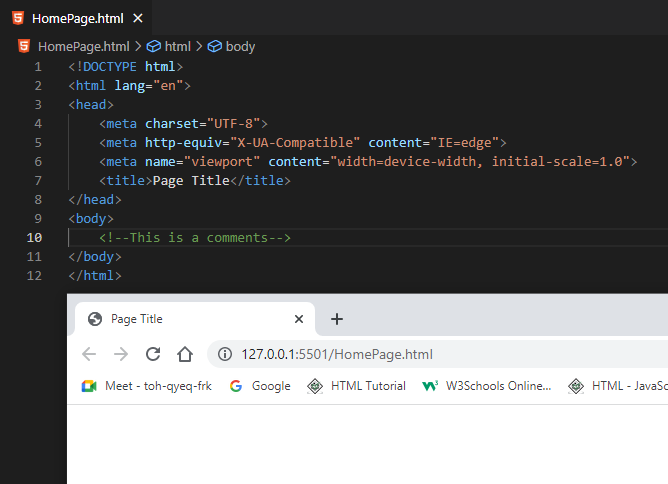 HomePage.html
HomePage.html > html > body
1 <!DOCTYPE html>
2 <html lang="en">
3 <head>
4 <meta charset="UTF-8">
5 <meta http-equiv="X-UA-Compatible" content="IE=edge">
6 <meta name="viewport" content="width=device-width, initial-scale=1.0">
7 <title>Page Title</title>
8 </head>
9 <body>
10 <!--This is a comments-->
11 </body>
12 </html>
Page Title
127.0.0.1:5501/HomePage.html
Meet - toh-qyeq-frk Google HTML Tutorial W3Schools Online... HTML - JavaSc